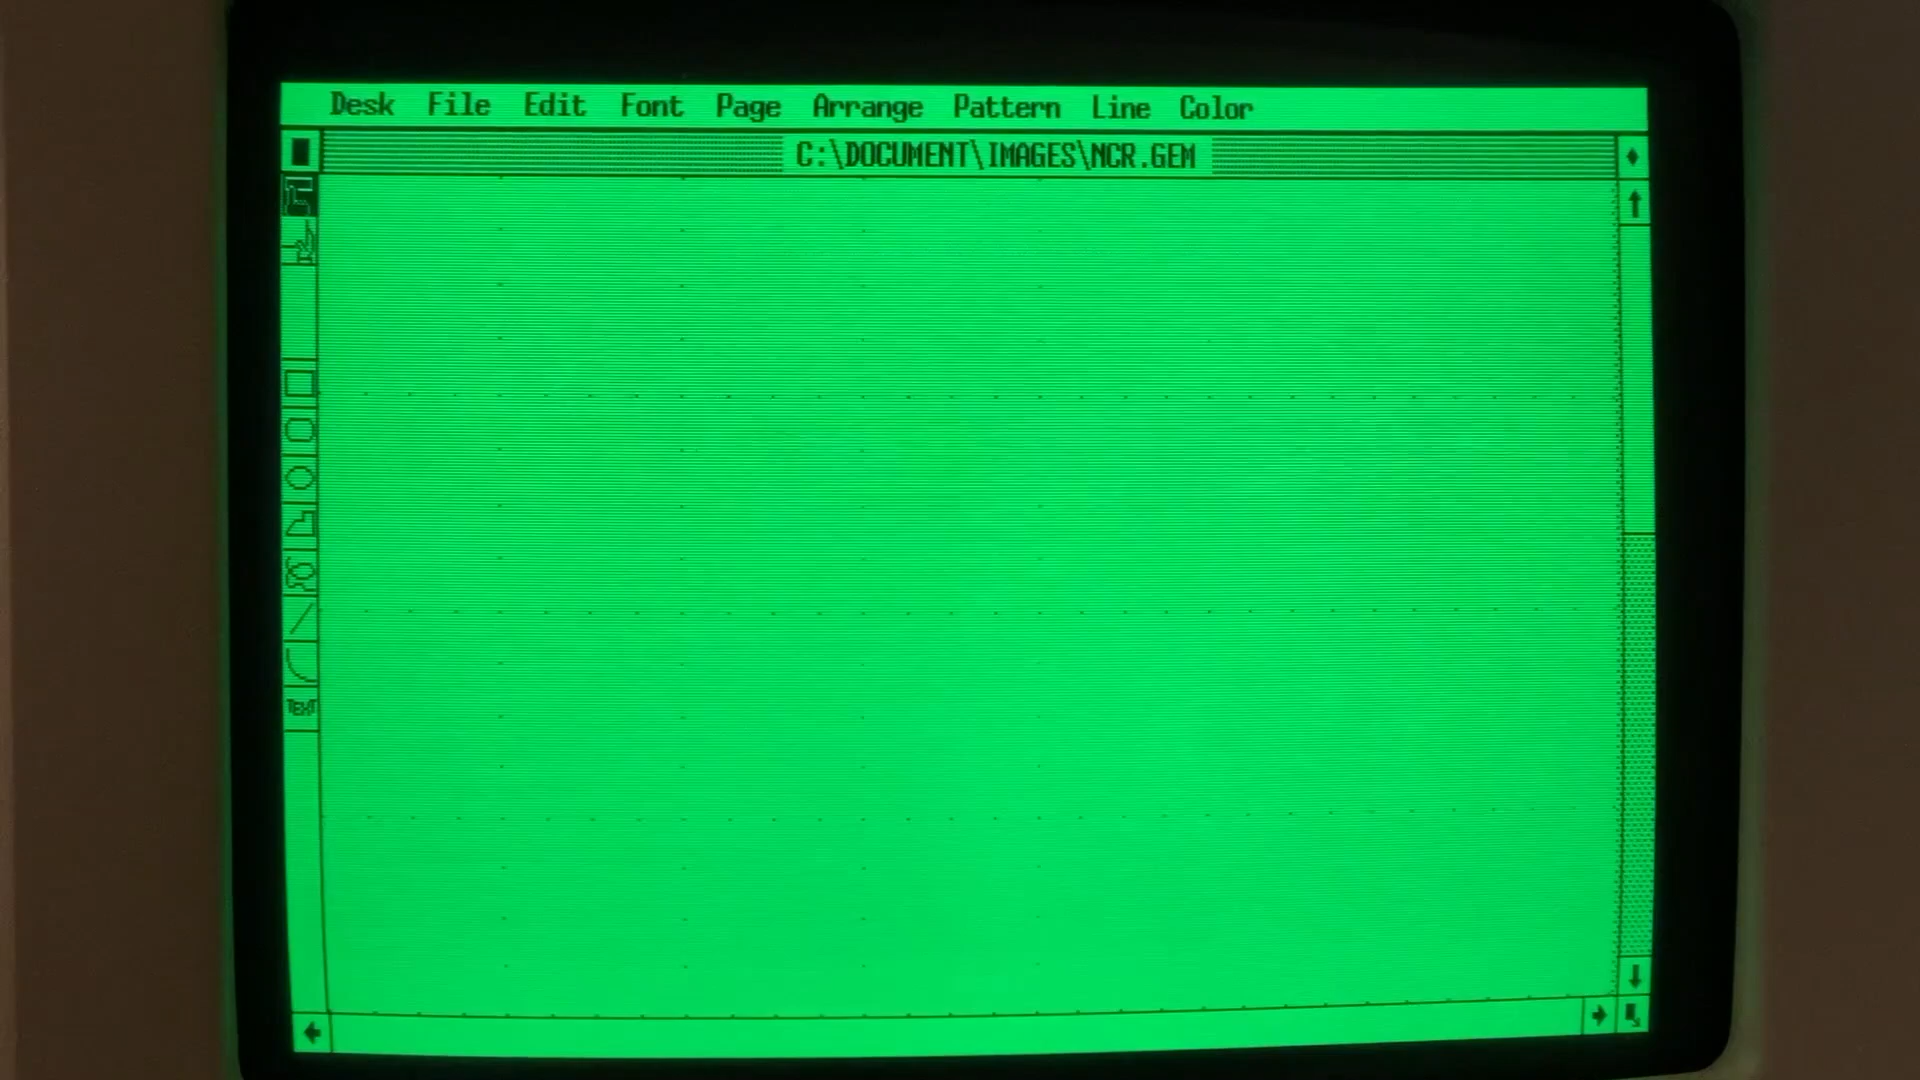 Desk File Edit Font Page Arrange Pattern Line Color
C:\DOCUMENT\IMAGES\NCR.GEM
TEXT